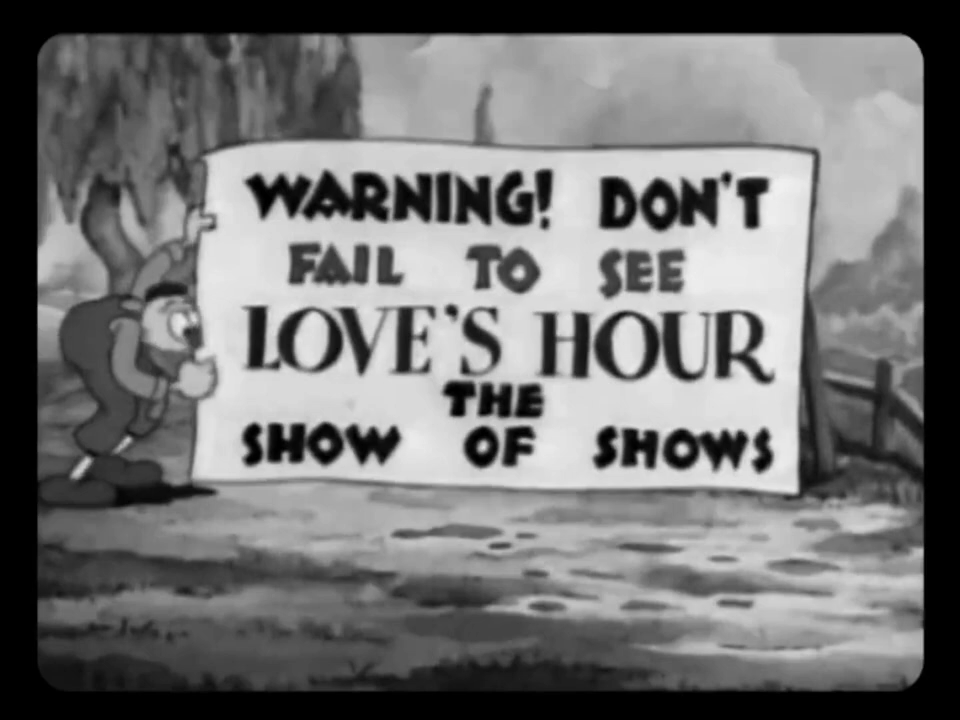 WARNING! DON'T
FAIL TO SEE
LOVE'S HOUR
THE
SHOW OF SHOWS